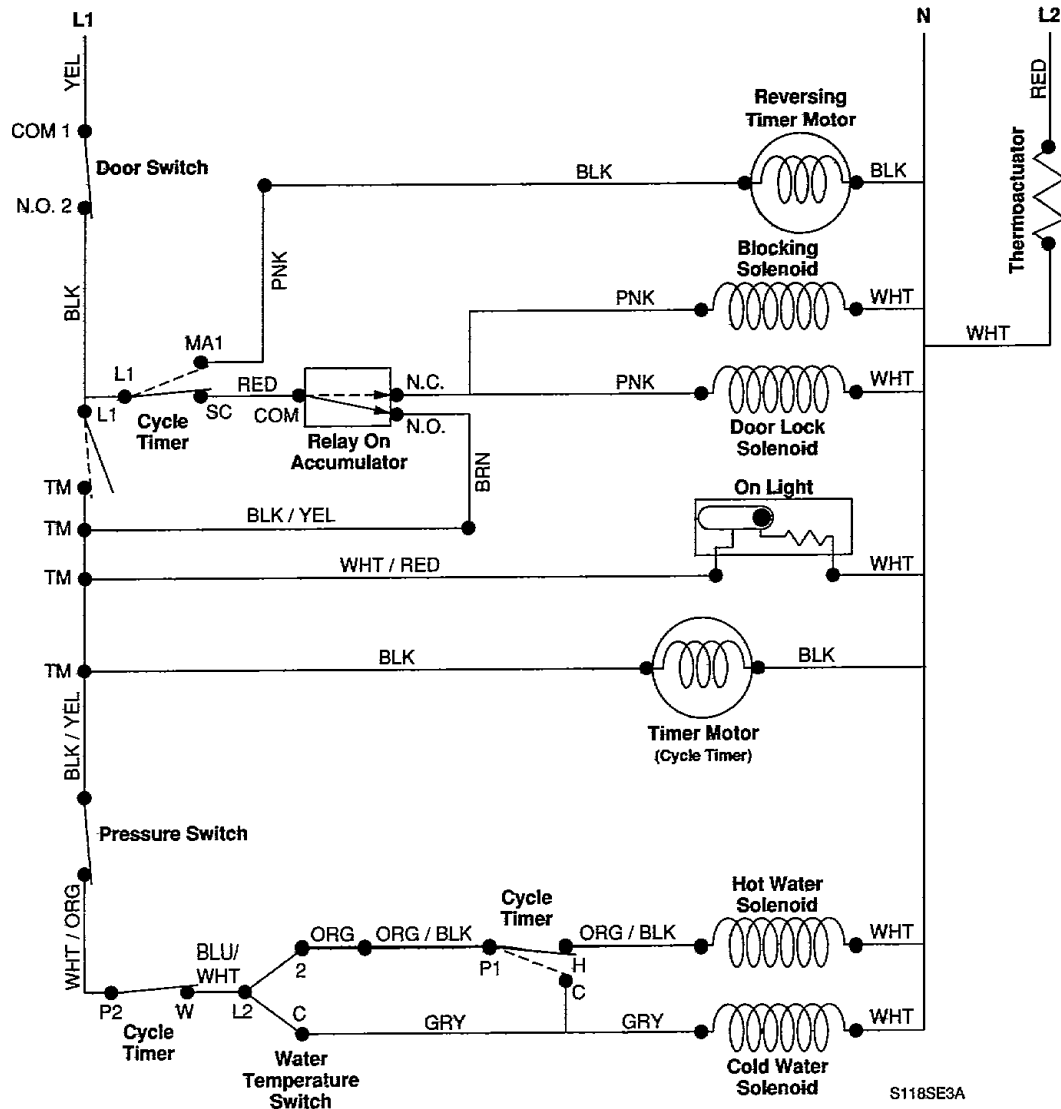 L1
N
L2
YEL
RED
COM 1
Door Switch
N.O. 2
Reversing
Timer Motor
BLK
BLK
Thermoactuator
Blocking
Solenoid
PNK
BLK
PNK
WHT
WHT
MA1
L1
RED
N.C.
PNK
WHT
L1
SC
COM
N.O.
Cycle
Timer
Relay On
Accumulator
Door Lock
Solenoid
BRN
On Light
TM
BLK / YEL
TM
WHT / RED
WHT
TM
BLK
BLK
TM
Timer Motor
(Cycle Timer)
BLK / YEL
Pressure Switch
WHT / ORG
Cycle
Timer
Hot Water
Solenoid
ORG
ORG / BLK
ORG / BLK
WHT
BLU/
WHT
2
P1
H
P2
W
L2
C
C
GRY
GRY
WHT
Cycle
Timer
Water
Temperature
Switch
Cold Water
Solenoid
S118SE3A